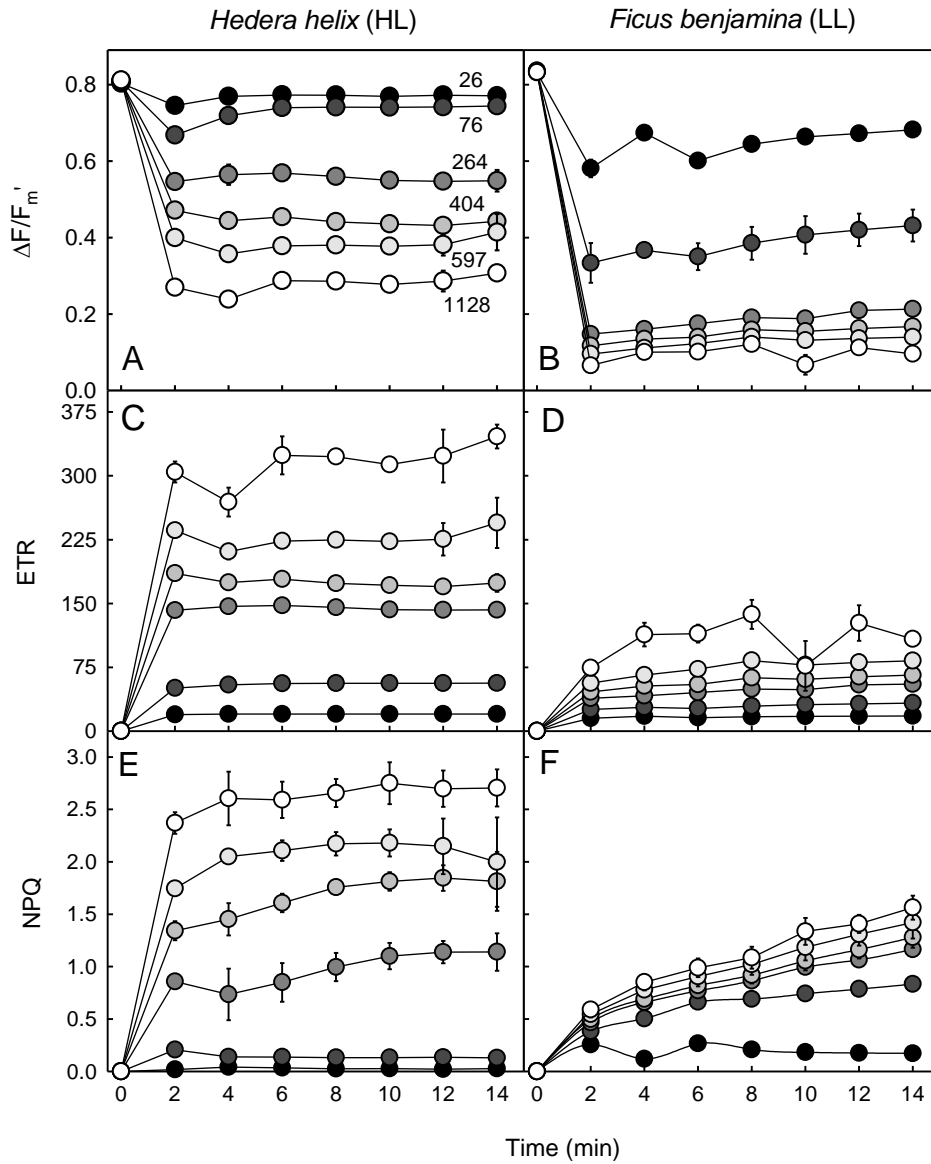 Hedera helix (HL)
Ficus benjamina (LL)
0.8
0.6
0.4
0.2
0.0
ΔF/Fm'
26
76
264
404
597
1128
A
B
375
300
225
150
75
0
ETR
C
D
3.0
2.5
2.0
1.5
1.0
0.5
0.0
NPQ
E
F
0 2 4 6 8 10 12 14
0 2 4 6 8 10 12 14
Time (min)